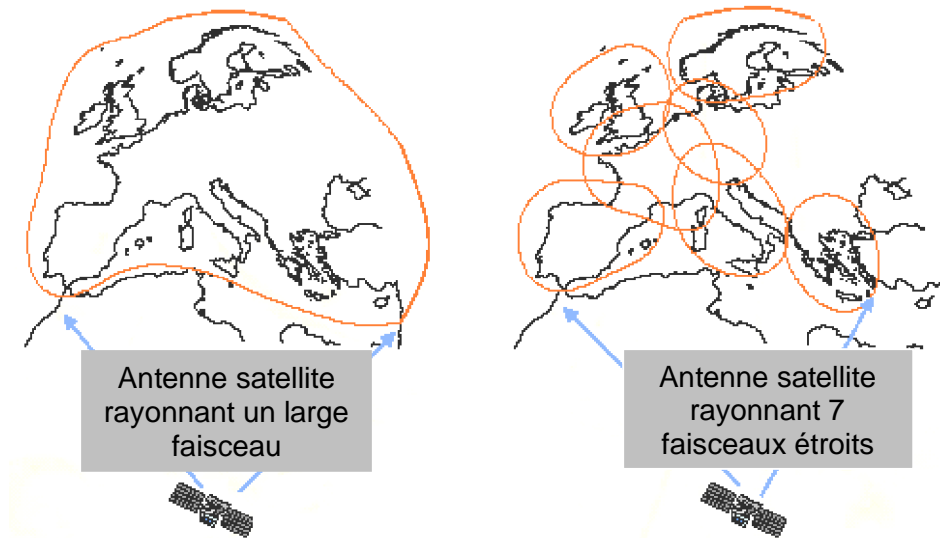 Antenne satellite
rayonnant un large
faisceau
Antenne satellite
rayonnant 7
faisceaux étroits